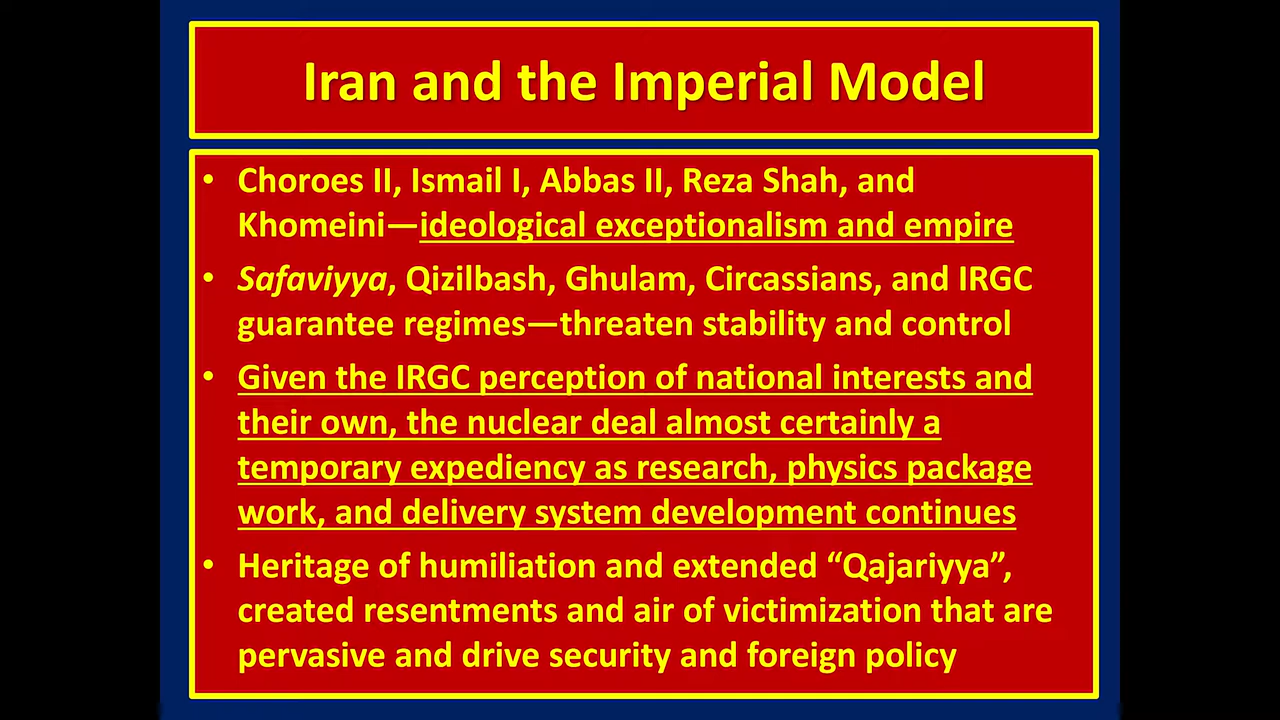 Iran and the Imperial Model
• Choroes II, Ismail I, Abbas II, Reza Shah, and
Khomeini—ideological exceptionalism and empire
• Safaviyya, Qizilbash, Ghulam, Circassians, and IRGC
guarantee regimes—threaten stability and control
• Given the IRGC perception of national interests and
their own, the nuclear deal almost certainly a
temporary expediency as research, physics package
work, and delivery system development continues
• Heritage of humiliation and extended “Qajariyya”,
created resentments and air of victimization that are
pervasive and drive security and foreign policy